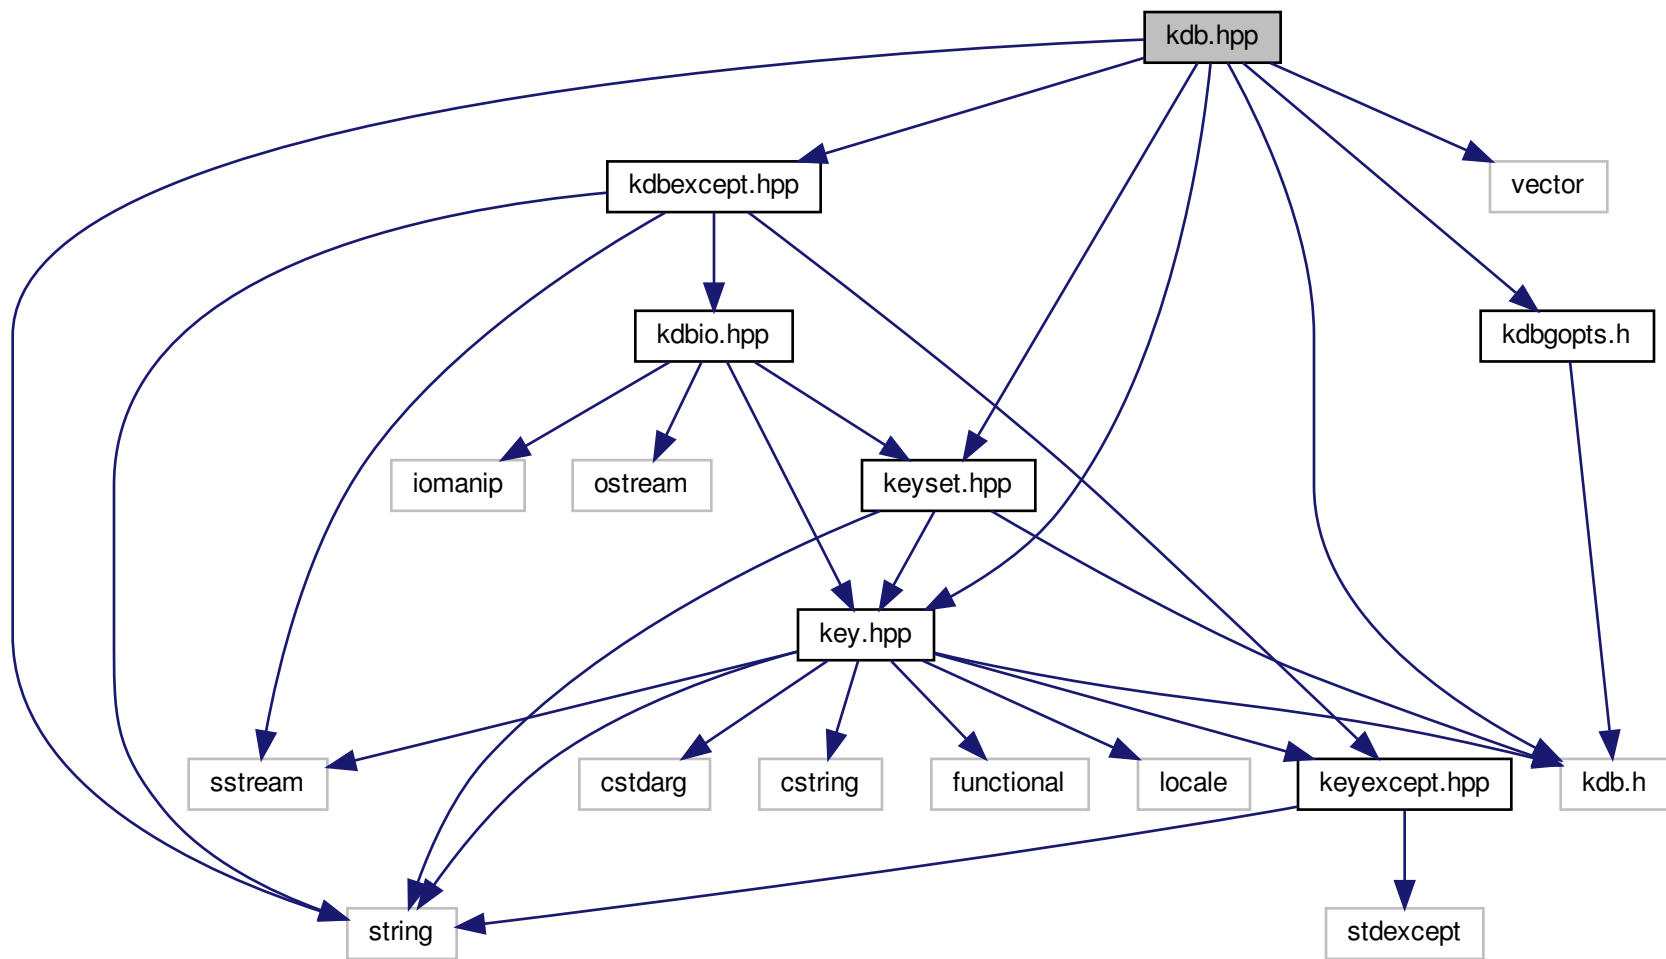 kdb.hpp
kdbexcept.hpp
vector
kdbio.hpp
kdbgopts.h
iomanip
ostream
keyset.hpp
key.hpp
sstream
cstdarg
cstring
functional
locale
keyexcept.hpp
kdb.h
string
stdexcept